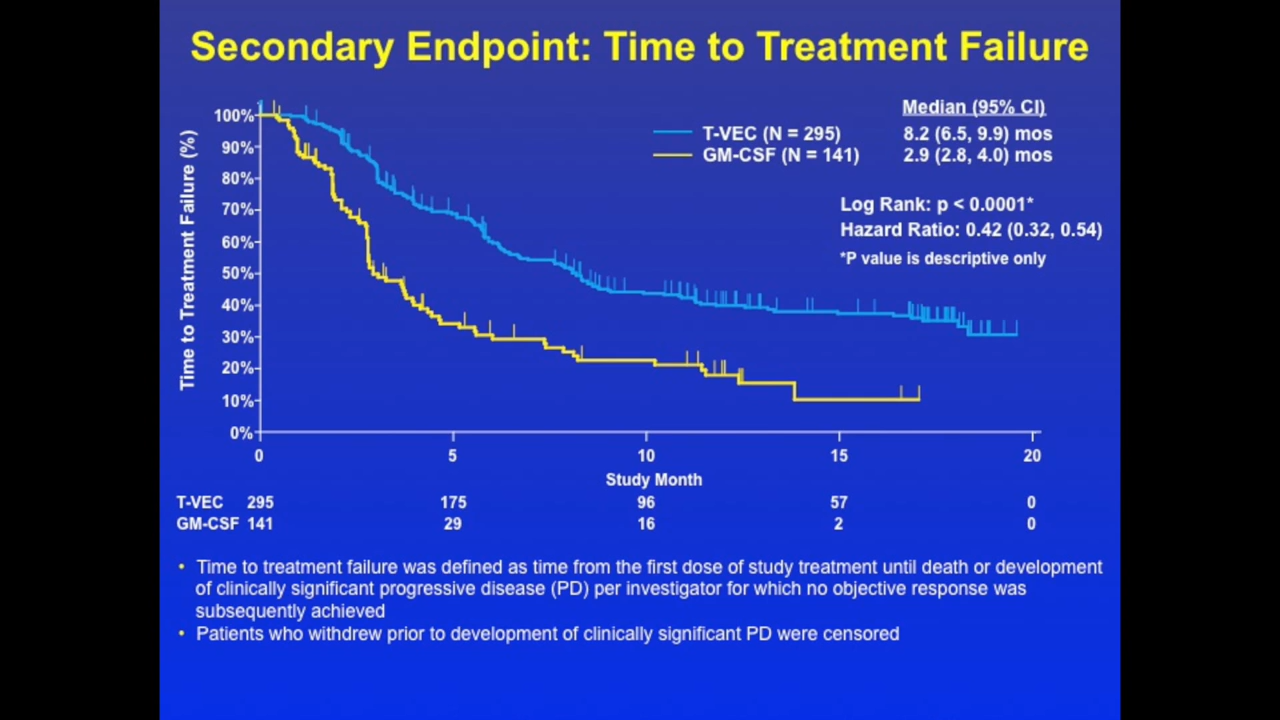 Secondary Endpoint: Time to Treatment Failure
Median (95% CI)
T-VEC (N = 295) 8.2 (6.5, 9.9) mos
GM-CSF (N = 141) 2.9 (2.8, 4.0) mos
Log Rank: p < 0.0001*
Hazard Ratio: 0.42 (0.32, 0.54)
*P value is descriptive only
Time to Treatment Failure (%)
100%
90%
80%
70%
60%
50%
40%
30%
20%
10%
0%
0 5 10 15 20
Study Month
T-VEC 295 175 96 57 0
GM-CSF 141 29 16 2 0
• Time to treatment failure was defined as time from the first dose of study treatment until death or development
of clinically significant progressive disease (PD) per investigator for which no objective response was
subsequently achieved
• Patients who withdrew prior to development of clinically significant PD were censored